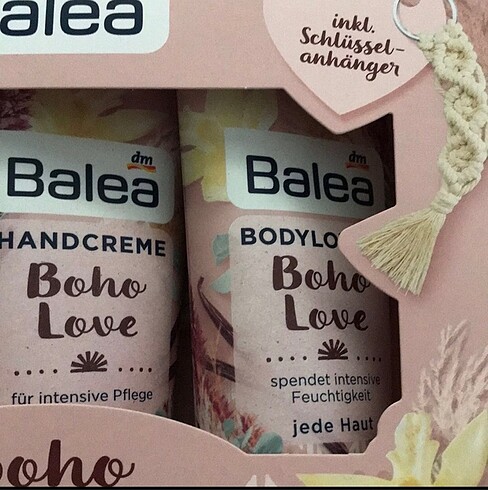 alea
inkl.
Schlüssel-
anhänger
dm
Balea
HANDCREME
Boho
Love
für intensive Pflege
dm
Balea
BODYLO
Boho
Love
spendet intensive
Feuchtigkeit
jede Haut
oho